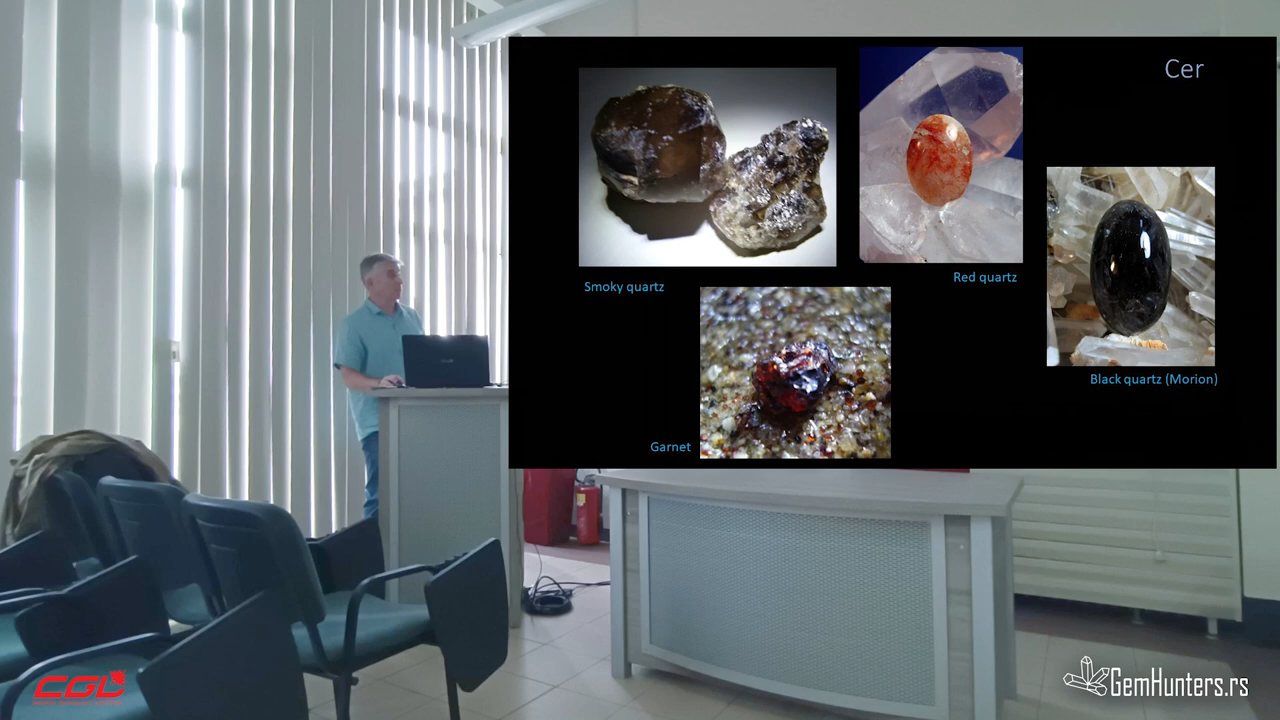 Cer
Smoky quartz
Red quartz
Black quartz (Morion)
Garnet
CGL
GemHunters.rs